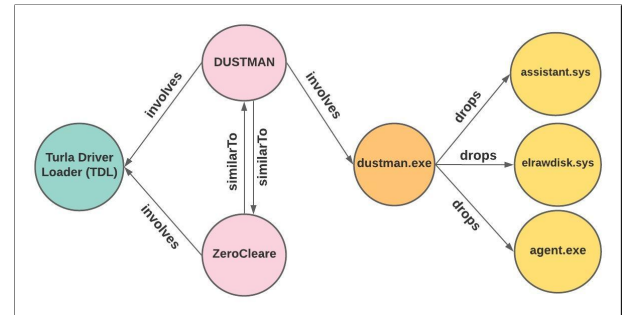 DUSTMAN
assistant.sys
involves
involves
drops
Turla Driver
Loader (TDL)
similarTo
similarTo
dustman.exe
drops
elrawdisk.sys
involves
drops
ZeroCleare
agent.exe